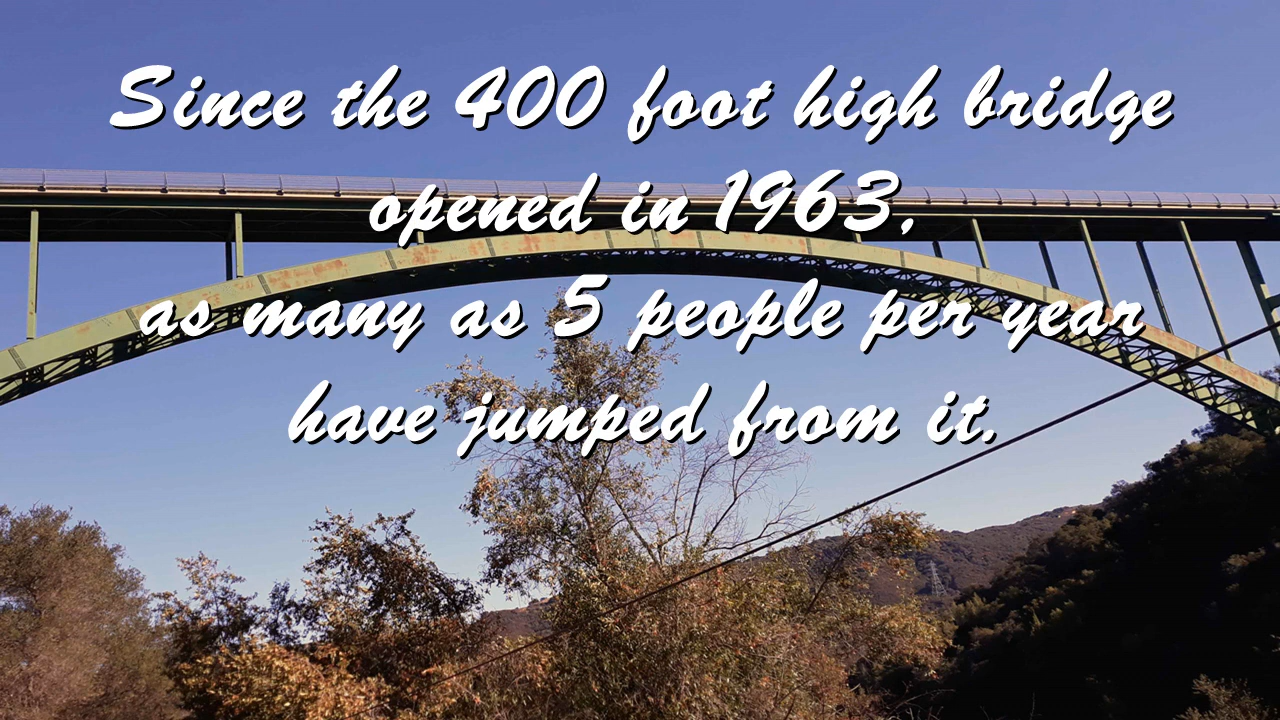 Since the 400 foot high bridge
opened in 1963,
as many as 5 people per year
have jumped from it.